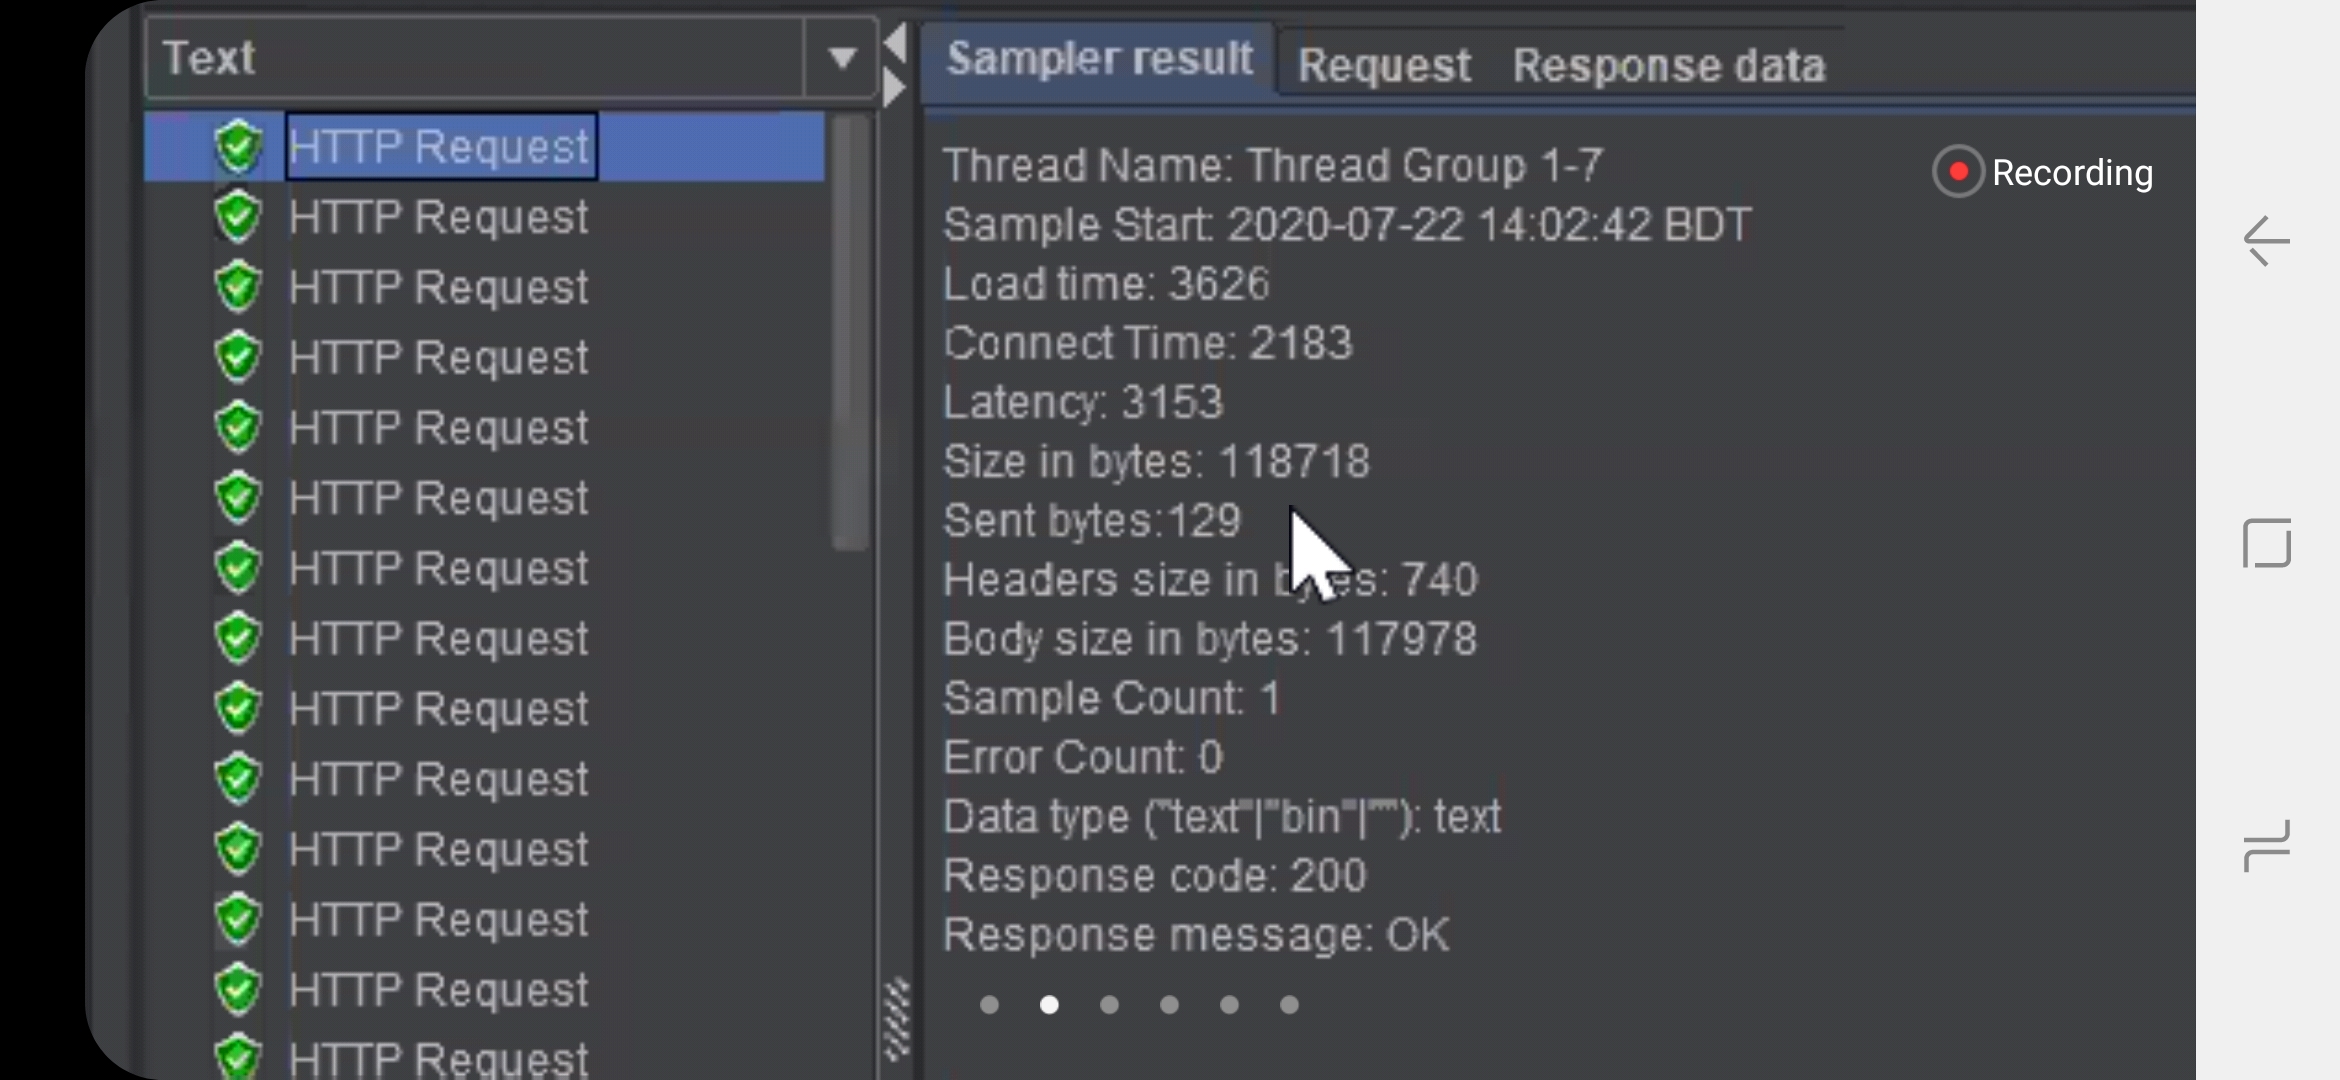 Text
HTTP Request
HTTP Request
HTTP Request
HTTP Request
HTTP Request
HTTP Request
HTTP Request
HTTP Request
HTTP Request
HTTP Request
HTTP Request
HTTP Request
HTTP Request
HTTP Request
Sampler result Request Response data
Recording
Thread Name: Thread Group 1-7
Sample Start: 2020-07-22 14:02:42 BDT
Load time: 3626
Connect Time: 2183
Latency: 3153
Size in bytes: 118718
Sent bytes:129
Headers size in bytes: 740
Body size in bytes: 117978
Sample Count: 1
Error Count: 0
Data type ("text"|"bin"|""): text
Response code: 200
Response message: OK